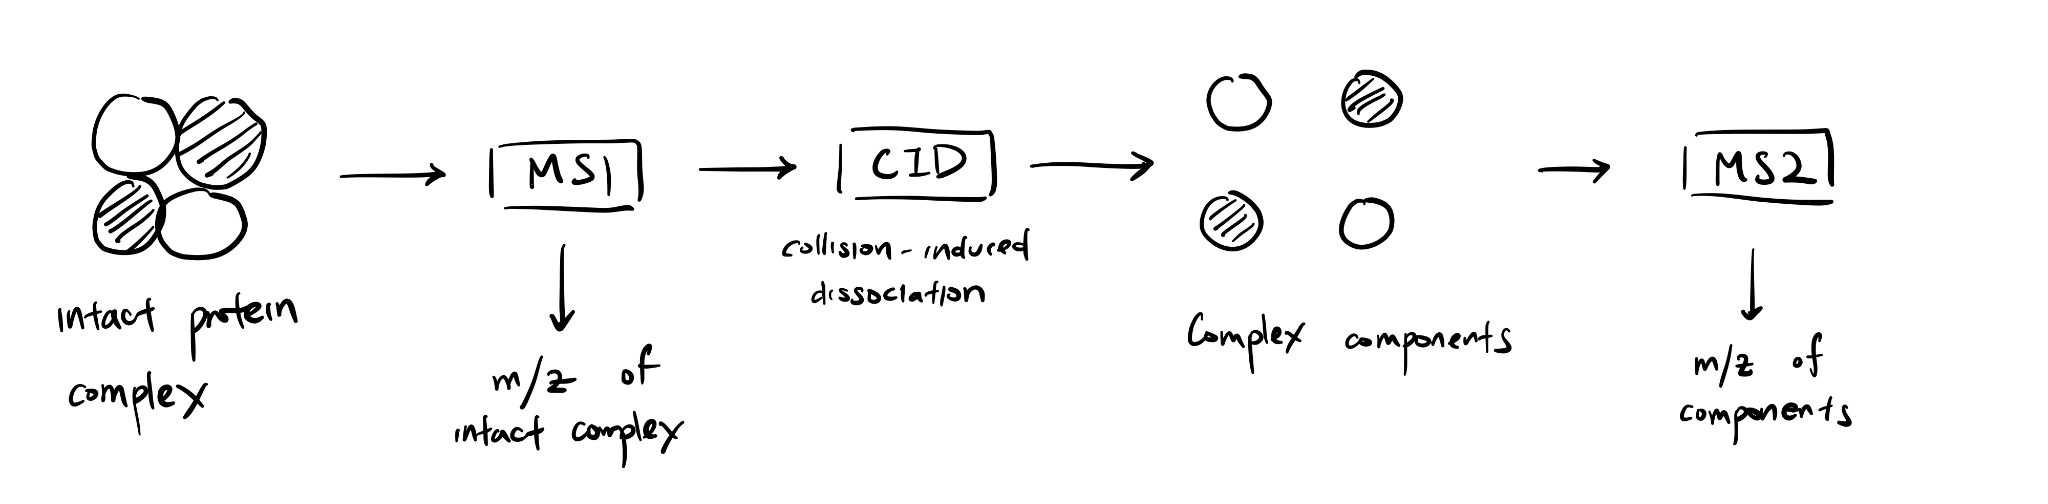 MS1
CID
MS2
collision-induced
dissociation
intact protein
complex
m/z of
intact complex
Complex components
m/z of
components